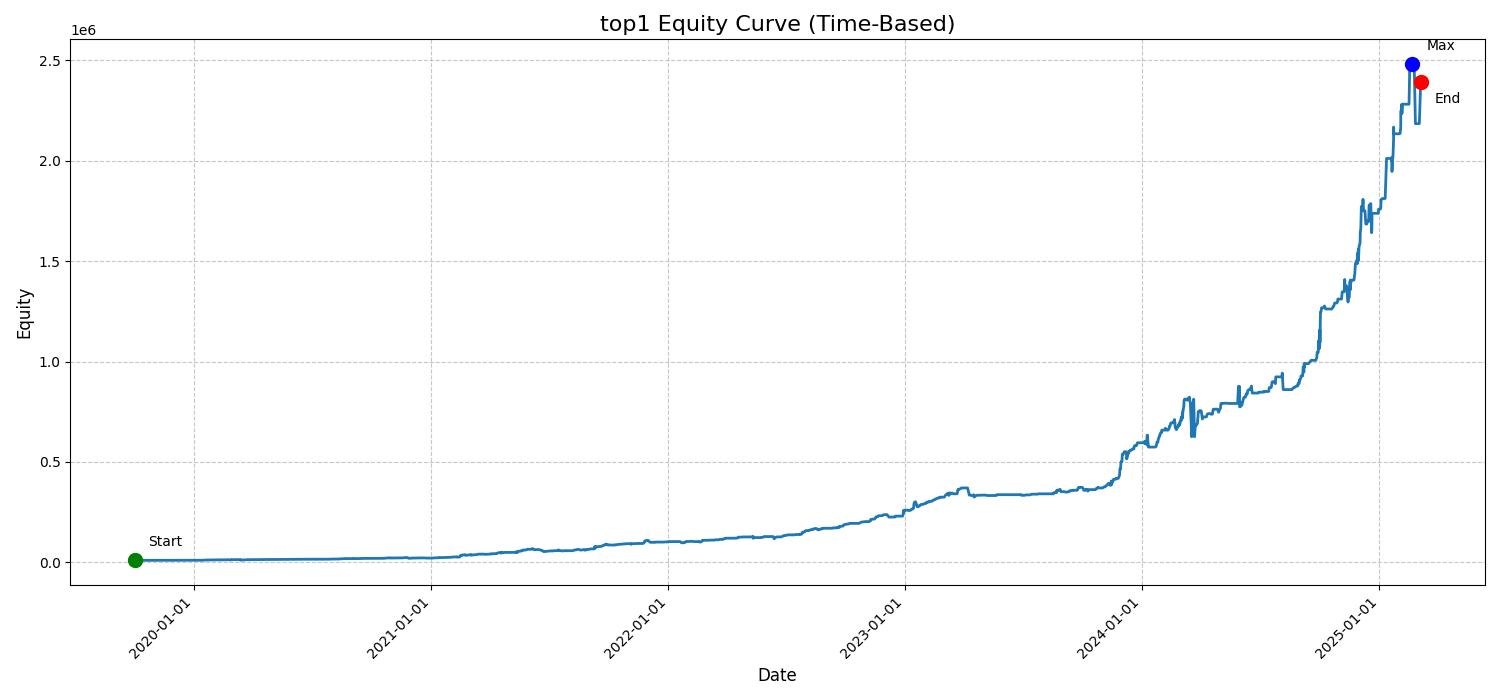 top1 Equity Curve (Time-Based)
1e6
Max
2.5
End
2.0
1.5
Equity
1.0
0.5
Start
0.0
2020-01-01
2021-01-01
2022-01-01
2023-01-01
2024-01-01
2025-01-01
Date